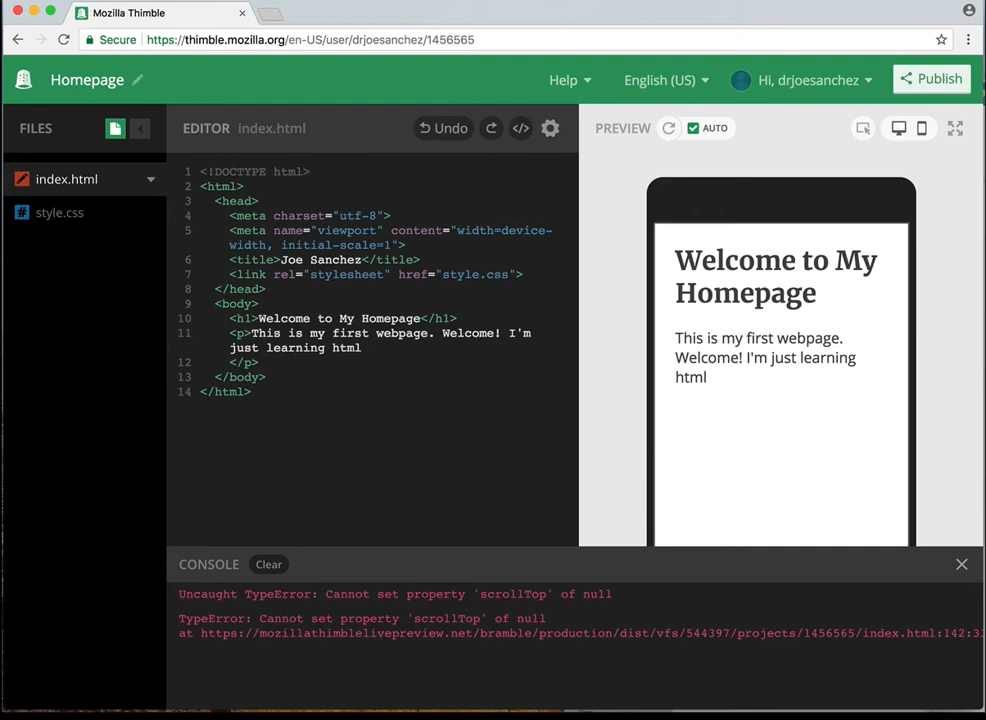 Mozilla Thimble
Secure https://thimble.mozilla.org/en-US/user/drjoesanchez/1456565
Homepage Help English (US) Hi, drjoesanchez Publish
FILES
index.html
style.css
EDITOR index.html Undo </>
1 <!DOCTYPE html>
2 <html>
3 <head>
4 <meta charset="utf-8">
5 <meta name="viewport" content="width=device-
width, initial-scale=1">
6 <title>Joe Sanchez</title>
7 <link rel="stylesheet" href="style.css">
8 </head>
9 <body>
10 <h1>Welcome to My Homepage</h1>
11 <p>This is my first webpage. Welcome! I'm
just learning html
12 </p>
13 </body>
14 </html>
PREVIEW AUTO
Welcome to My
Homepage
This is my first webpage.
Welcome! I'm just learning
html
CONSOLE Clear
Uncaught TypeError: Cannot set property 'scrollTop' of null
TypeError: Cannot set property 'scrollTop' of null
at https://mozillathimblelivepreview.net/bramble/production/dist/vfs/544397/projects/1456565/index.html:142:3